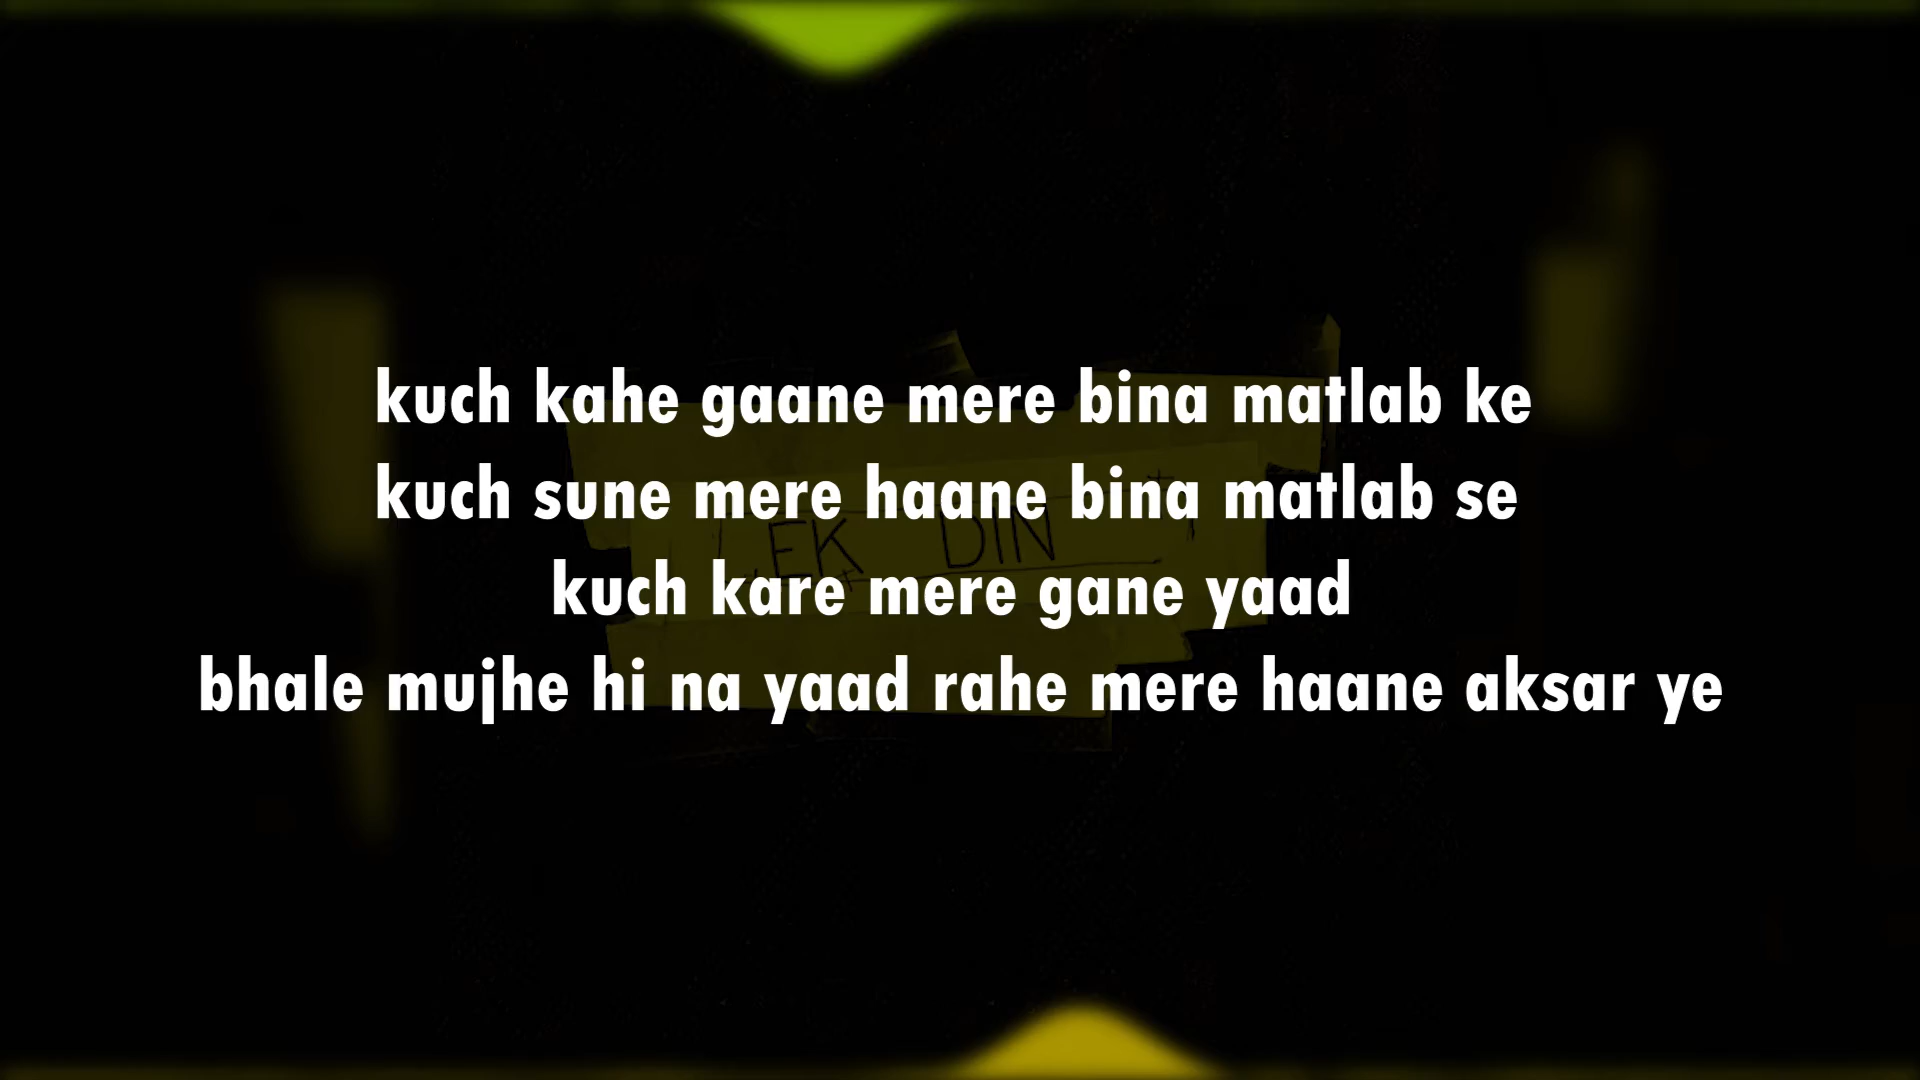 kuch kahe gaane mere bina matlab ke
kuch sune mere haane bina matlab se
EK DIN
kuch kare mere gane yaad
bhale mujhe hi na yaad rahe mere haane aksar ye